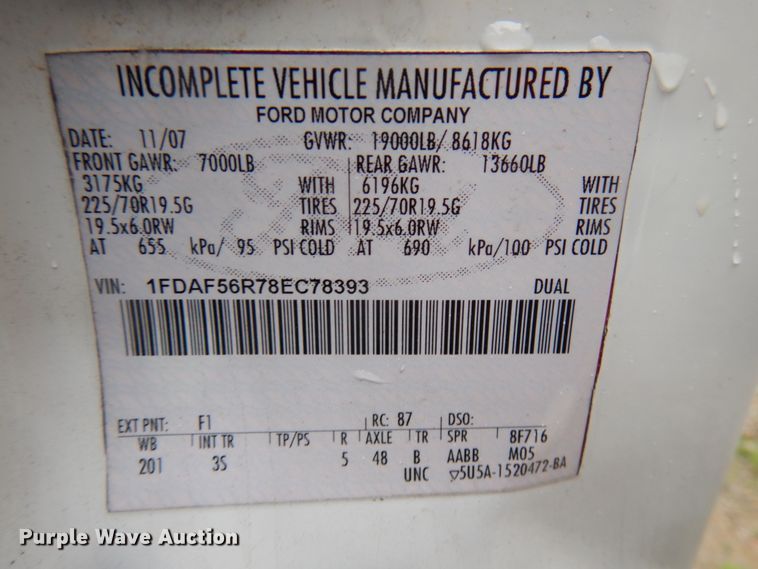 INCOMPLETE VEHICLE MANUFACTURED BY
FORD MOTOR COMPANY
DATE: 11/07 GVWR: 19000LB/ 8618KG
FRONT GAWR: 7000LB REAR GAWR: 13660LB
3175KG WITH 6196KG WITH
225/70R19.5G TIRES 225/70R19.5G TIRES
19.5x6.0RW RIMS 19.5x6.0RW RIMS
AT 655 kPa/ 95 PSI COLD AT 690 kPa/100 PSI COLD
VIN: 1FDAF56R78EC78393 DUAL
EXT PNT: F1 RC: 87 DSO:
WB INT TR TP/PS R AXLE TR SPR 8F716
201 3S 5 48 B AABB M05
UNC ▽5U5A-1520472-BA
Purple Wave Auction
Purple Wave Auction